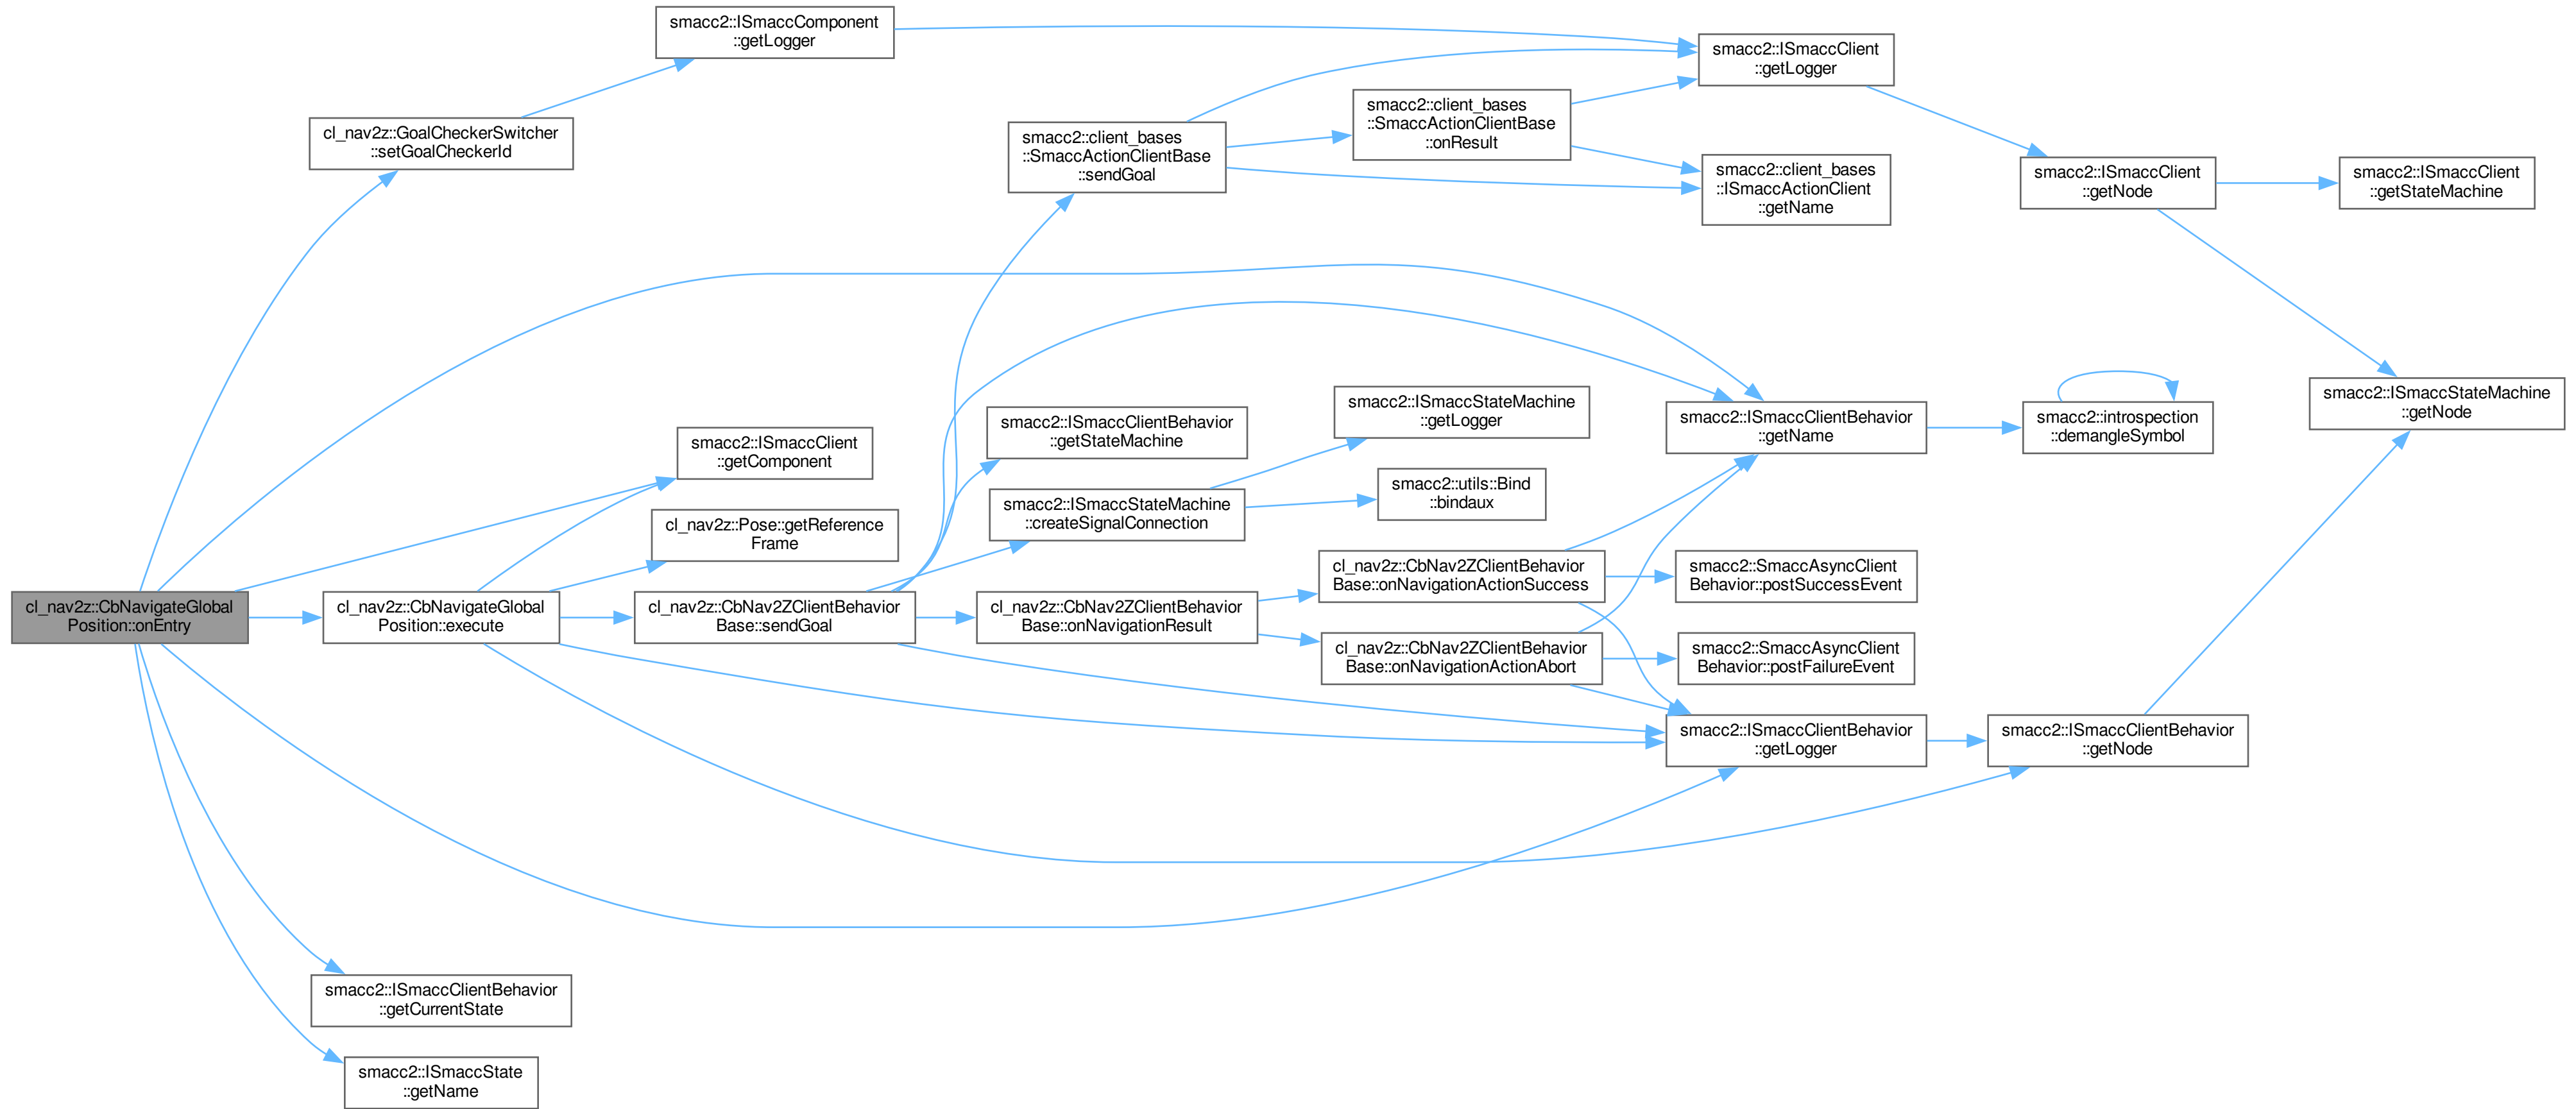 cl_nav2z::CbNavigateGlobal
Position::onEntry
cl_nav2z::GoalCheckerSwitcher
::setGoalCheckerId
smacc2::ISmaccComponent
::getLogger
smacc2::ISmaccClient
::getLogger
smacc2::ISmaccClient
::getNode
smacc2::ISmaccClient
::getStateMachine
smacc2::ISmaccStateMachine
::getNode
smacc2::ISmaccClientBehavior
::getName
smacc2::introspection
::demangleSymbol
smacc2::ISmaccClient
::getComponent
cl_nav2z::CbNavigateGlobal
Position::execute
cl_nav2z::Pose::getReference
Frame
cl_nav2z::CbNav2ZClientBehavior
Base::sendGoal
smacc2::client_bases
::SmaccActionClientBase
::sendGoal
smacc2::client_bases
::SmaccActionClientBase
::onResult
smacc2::client_bases
::ISmaccActionClient
::getName
smacc2::ISmaccClientBehavior
::getStateMachine
smacc2::ISmaccStateMachine
::createSignalConnection
smacc2::ISmaccStateMachine
::getLogger
smacc2::utils::Bind
::bindaux
cl_nav2z::CbNav2ZClientBehavior
Base::onNavigationResult
cl_nav2z::CbNav2ZClientBehavior
Base::onNavigationActionSuccess
smacc2::SmaccAsyncClient
Behavior::postSuccessEvent
cl_nav2z::CbNav2ZClientBehavior
Base::onNavigationActionAbort
smacc2::SmaccAsyncClient
Behavior::postFailureEvent
smacc2::ISmaccClientBehavior
::getLogger
smacc2::ISmaccClientBehavior
::getNode
smacc2::ISmaccClientBehavior
::getCurrentState
smacc2::ISmaccState
::getName